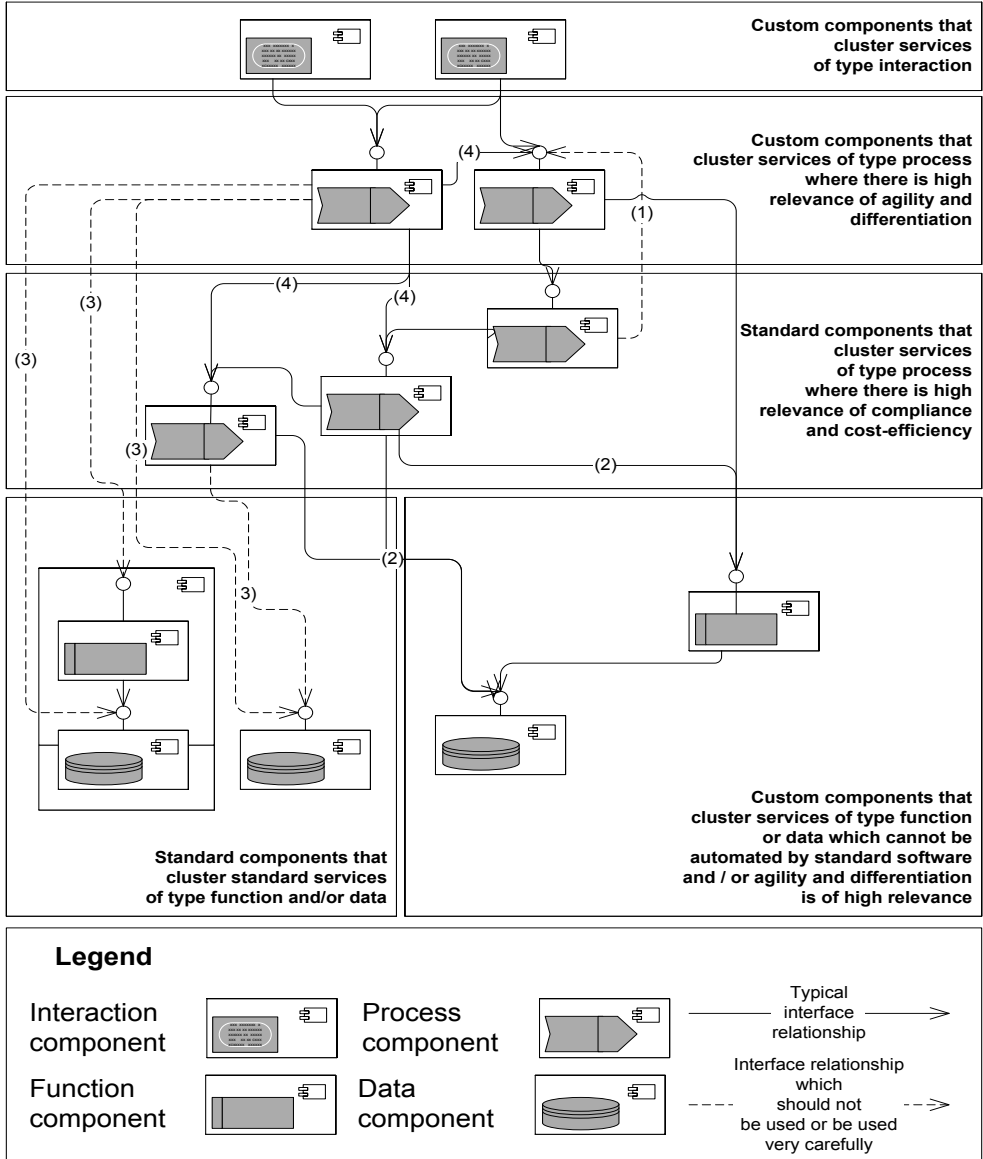 Custom components that
cluster services
of type interaction
Custom components that
cluster services of type process
where there is high
relevance of agility and
differentiation
(4)
(1)
(4)
(4)
(3)
(3)
Standard components that
cluster services
of type process
where there is high
relevance of compliance
and cost-efficiency
(3)
(2)
(2)
3)
Standard components that
cluster standard services
of type function and/or data
Custom components that
cluster services of type function
or data which cannot be
automated by standard software
and / or agility and differentiation
is of high relevance
Legend
Interaction
component
Process
component
Typical
interface
relationship
Function
component
Data
component
Interface relationship
which
should not
be used or be used
very carefully